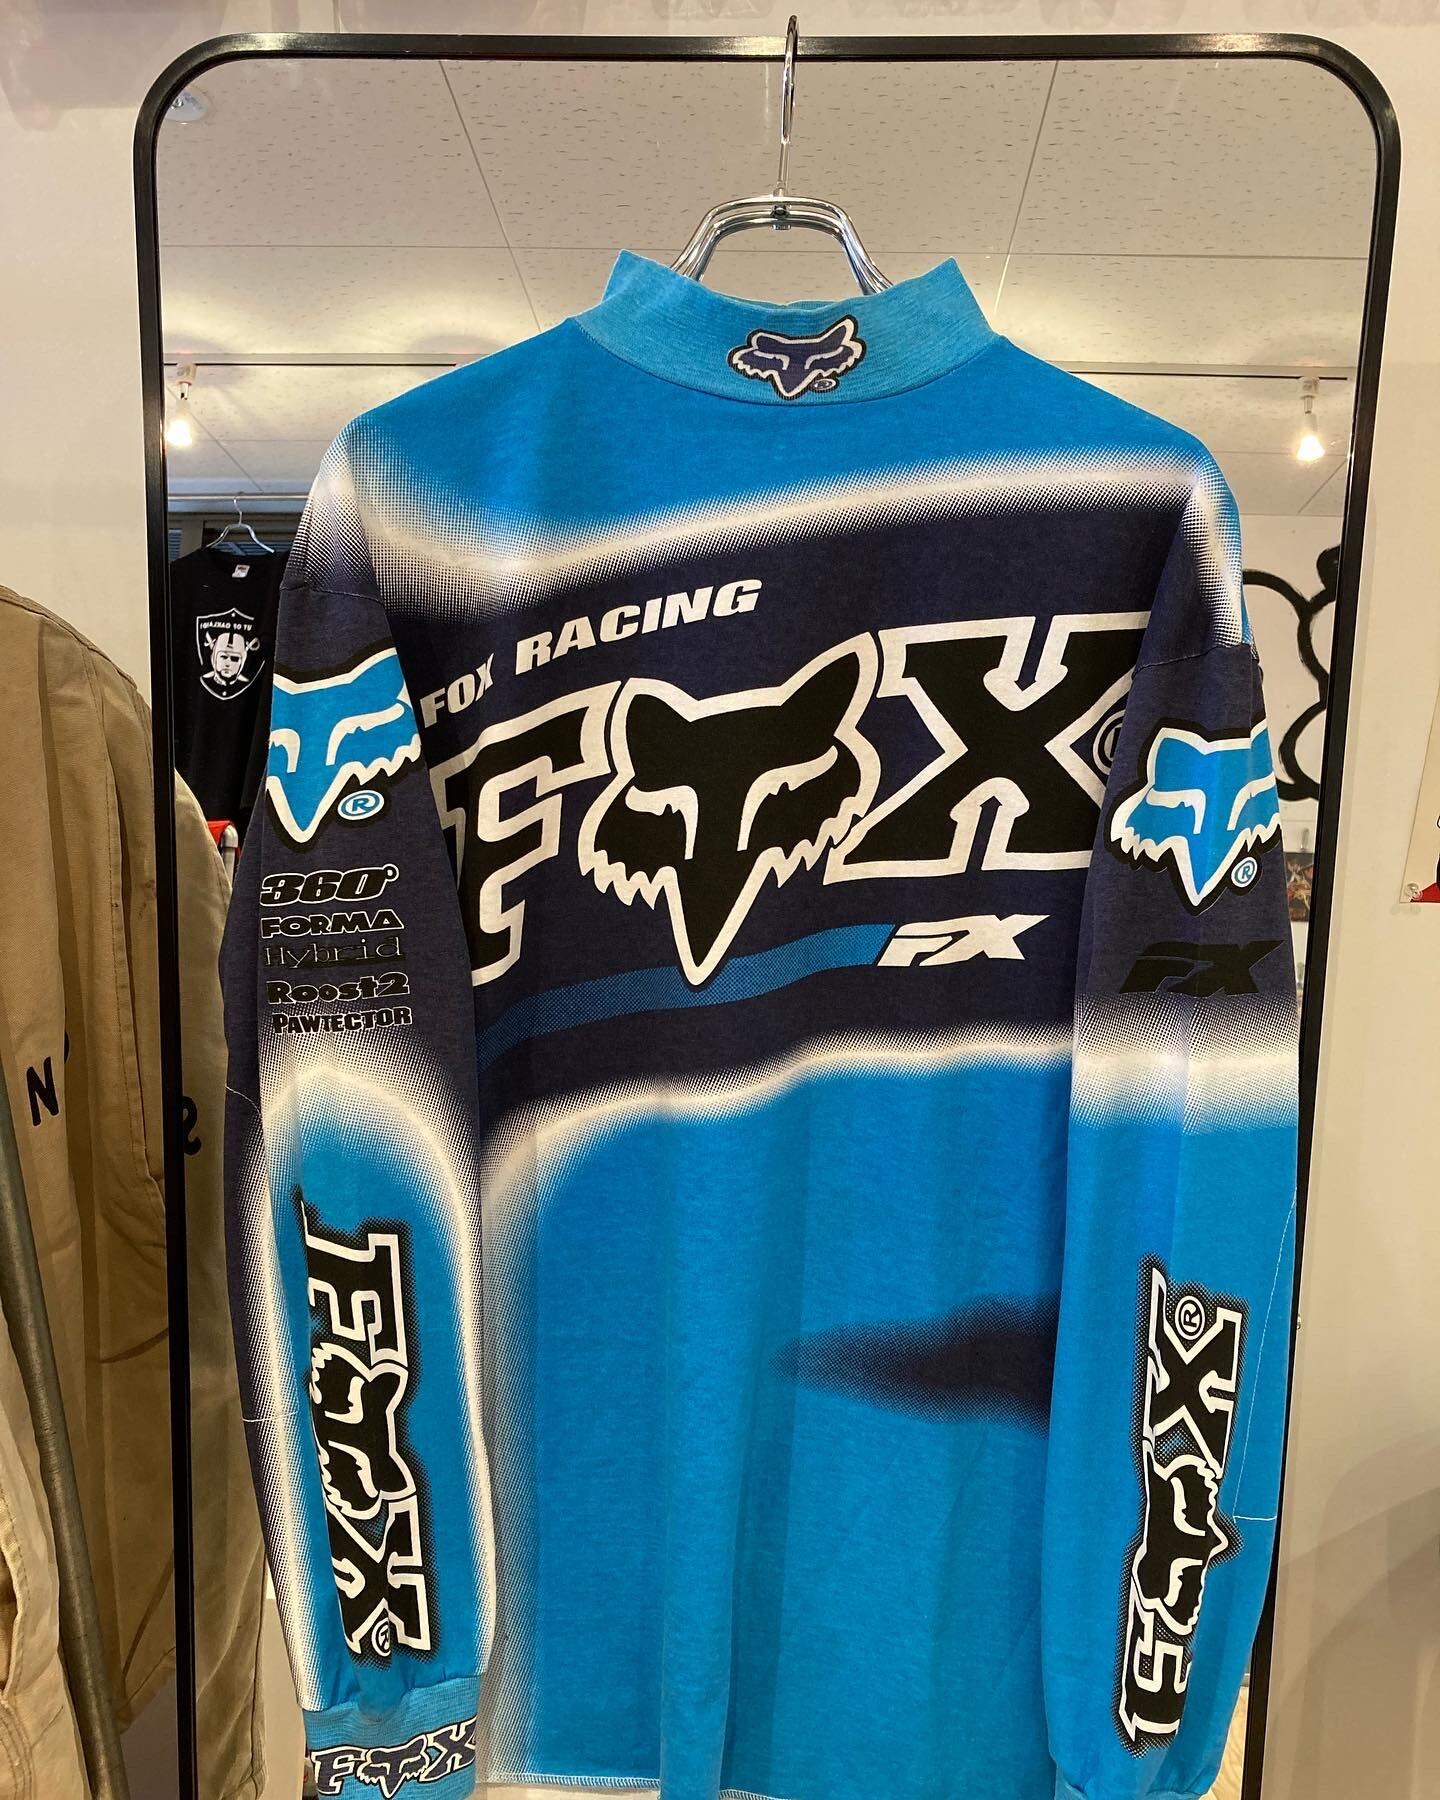 ®
FOX RACING
FOX
FX
®
360°
FORMA
Hybrid
Roost2
PAWTECTOR
FOX®
FOX
®
FX
FOX®
N